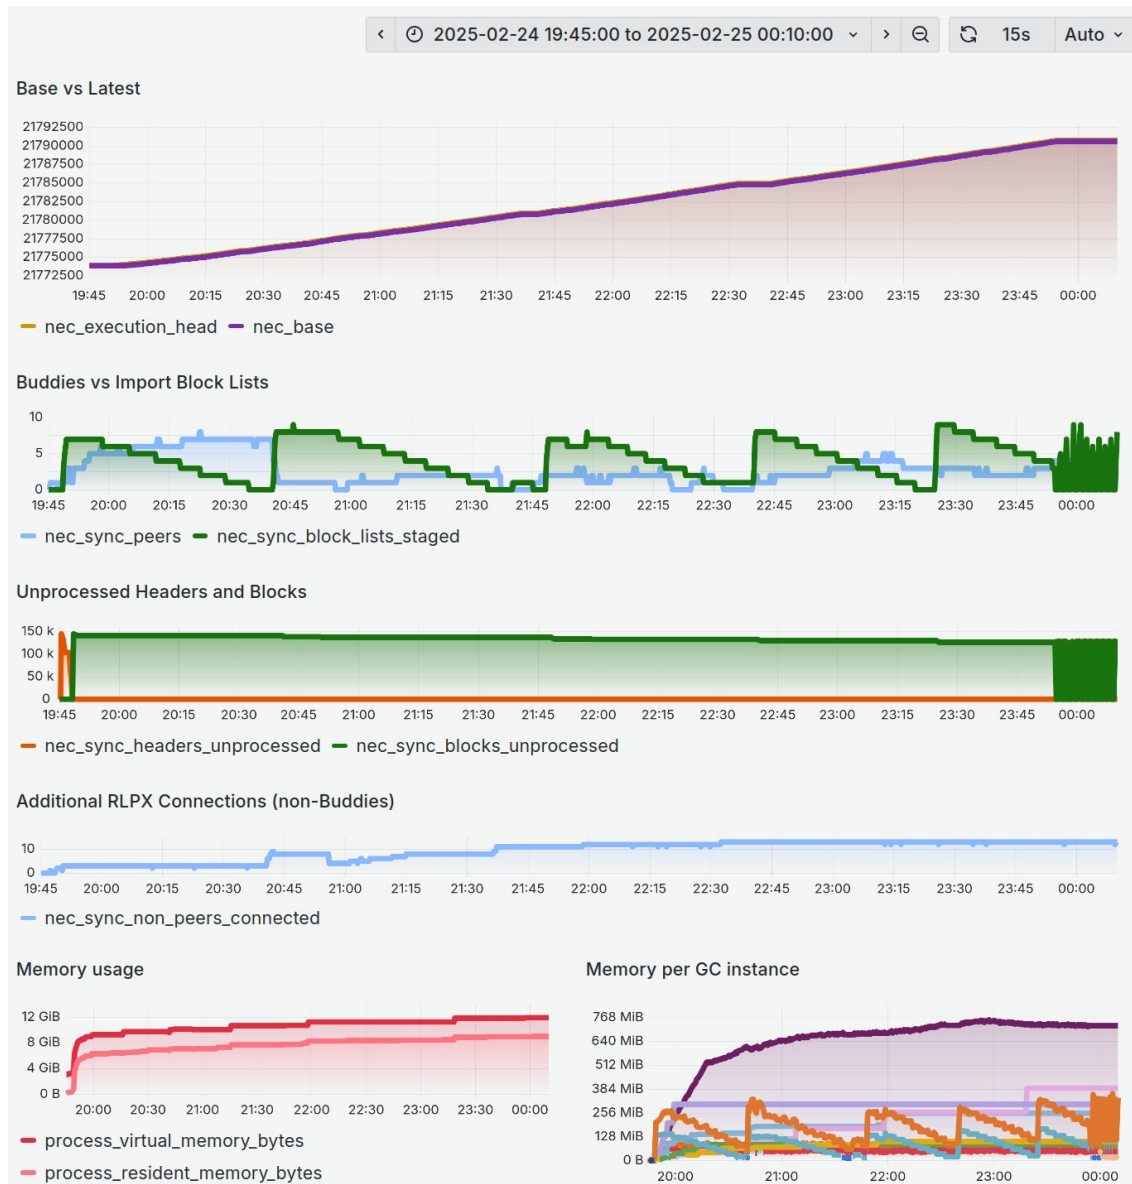 2025-02-24 19:45:00 to 2025-02-25 00:10:00 15s Auto
Base vs Latest
21792500
21790000
21787500
21785000
21782500
21780000
21777500
21775000
21772500
19:45 20:00 20:15 20:30 20:45 21:00 21:15 21:30 21:45 22:00 22:15 22:30 22:45 23:00 23:15 23:30 23:45 00:00
nec_execution_head nec_base
Buddies vs Import Block Lists
10
5
0
19:45 20:00 20:15 20:30 20:45 21:00 21:15 21:30 21:45 22:00 22:15 22:30 22:45 23:00 23:15 23:30 23:45 00:00
nec_sync_peers nec_sync_block_lists_staged
Unprocessed Headers and Blocks
150 k
100 k
50 k
0
19:45 20:00 20:15 20:30 20:45 21:00 21:15 21:30 21:45 22:00 22:15 22:30 22:45 23:00 23:15 23:30 23:45 00:00
nec_sync_headers_unprocessed nec_sync_blocks_unprocessed
Additional RLPX Connections (non-Buddies)
10
0
19:45 20:00 20:15 20:30 20:45 21:00 21:15 21:30 21:45 22:00 22:15 22:30 22:45 23:00 23:15 23:30 23:45 00:00
nec_sync_non_peers_connected
Memory usage
12 GiB
8 GiB
4 GiB
0 B
20:00 20:30 21:00 21:30 22:00 22:30 23:00 23:30 00:00
process_virtual_memory_bytes
process_resident_memory_bytes
Memory per GC instance
768 MiB
640 MiB
512 MiB
384 MiB
256 MiB
128 MiB
0 B
20:00 21:00 22:00 23:00 00:00